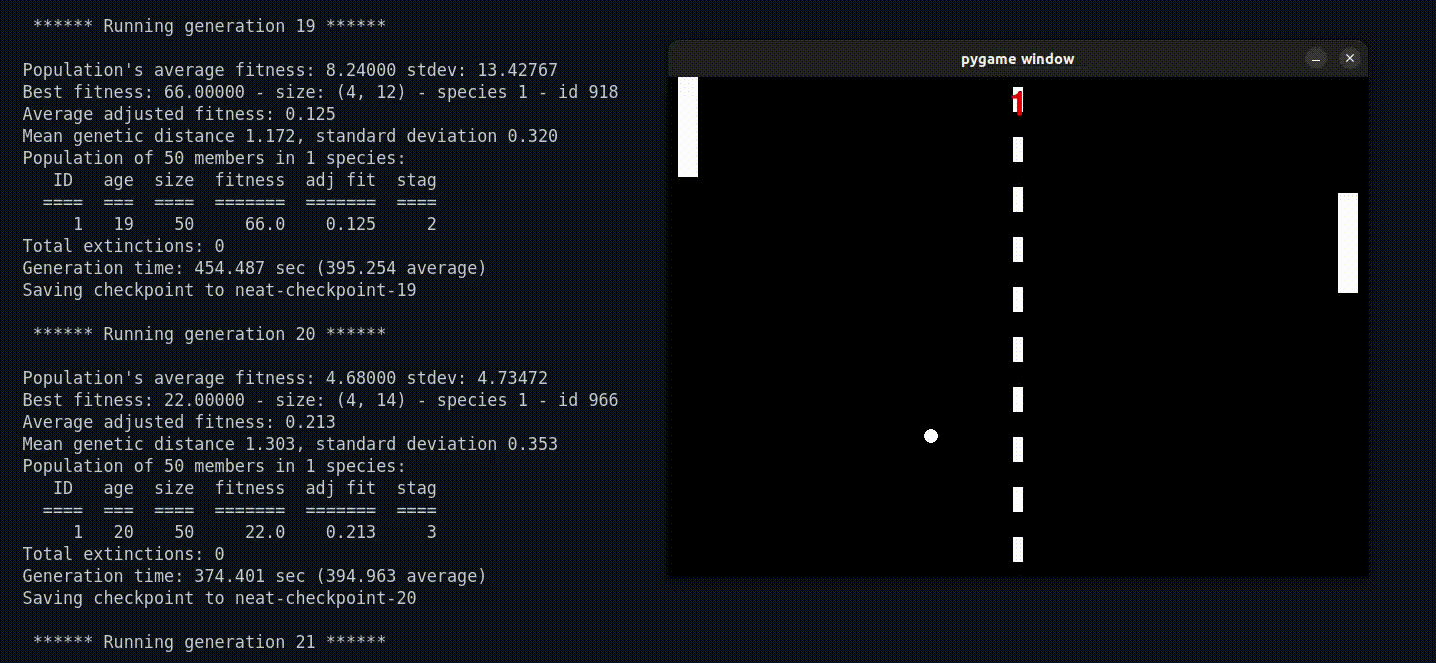 ****** Running generation 19 ******
Population's average fitness: 8.24000 stdev: 13.42767
Best fitness: 66.00000 - size: (4, 12) - species 1 - id 918
Average adjusted fitness: 0.125
Mean genetic distance 1.172, standard deviation 0.320
Population of 50 members in 1 species:
ID age size fitness adj fit stag
==== === ==== ======= ======= ====
1 19 50 66.0 0.125 2
Total extinctions: 0
Generation time: 454.487 sec (395.254 average)
Saving checkpoint to neat-checkpoint-19
****** Running generation 20 ******
Population's average fitness: 4.68000 stdev: 4.73472
Best fitness: 22.00000 - size: (4, 14) - species 1 - id 966
Average adjusted fitness: 0.213
Mean genetic distance 1.303, standard deviation 0.353
Population of 50 members in 1 species:
ID age size fitness adj fit stag
==== === ==== ======= ======= ====
1 20 50 22.0 0.213 3
Total extinctions: 0
Generation time: 374.401 sec (394.963 average)
Saving checkpoint to neat-checkpoint-20
****** Running generation 21 ******
pygame window
1